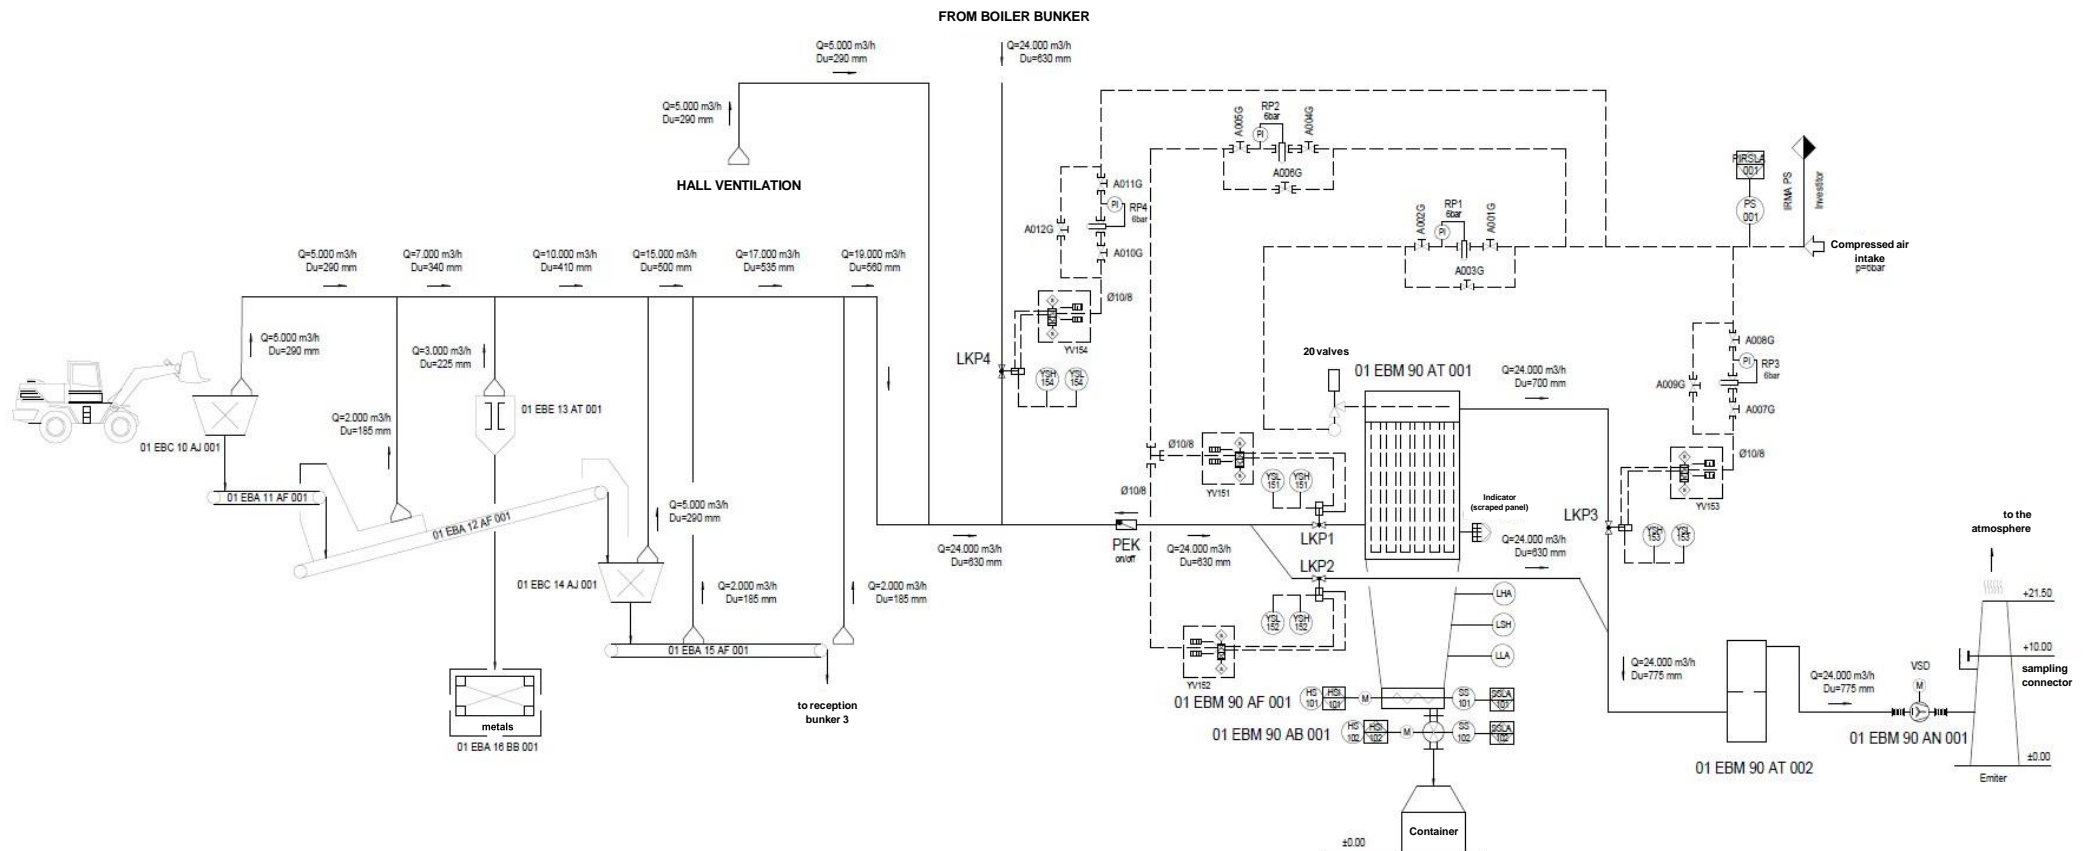 FROM BOILER BUNKER
Q=5.000 m3/h
Du=290 mm
Q=24.000 m3/h
Du=630 mm
Q=5.000 m3/h
Du=290 mm
HALL VENTILATION
RP2
6bar
A005G
PI
A004G
A006G
A011G
PI
RP4
6bar
A012G
A010G
Ø10/8
YV154
LKP4
YSH
154
YSL
154
RP1
6bar
A002G
PI
A001G
A003G
PIRSLA
001
PS
001
IRMA PS
Investitor
Compressed air
intake
p=6bar
Q=5.000 m3/h
Du=290 mm
Q=7.000 m3/h
Du=340 mm
Q=10.000 m3/h
Du=410 mm
Q=15.000 m3/h
Du=500 mm
Q=17.000 m3/h
Du=535 mm
Q=19.000 m3/h
Du=560 mm
Q=5.000 m3/h
Du=290 mm
Q=3.000 m3/h
Du=225 mm
Q=2.000 m3/h
Du=185 mm
01 EBE 13 AT 001
01 EBC 10 AJ 001
01 EBA 11 AF 001
01 EBA 12 AF 001
Q=5.000 m3/h
Du=290 mm
01 EBC 14 AJ 001
Q=2.000 m3/h
Du=185 mm
Q=2.000 m3/h
Du=185 mm
01 EBA 15 AF 001
to reception
bunker 3
metals
01 EBA 16 BB 001
Q=24.000 m3/h
Du=630 mm
PEK
on/off
Q=24.000 m3/h
Du=630 mm
20 valves
01 EBM 90 AT 001
Q=24.000 m3/h
Du=700 mm
Ø10/8
Ø10/8
YV151
YSL
151
YSH
151
LKP1
LKP2
YSL
152
YSH
152
YV152
Indicator
(scraped panel)
Q=24.000 m3/h
Du=630 mm
A008G
PI
RP3
6bar
A009G
A007G
Ø10/8
YV153
LKP3
YSH
153
YSL
153
LHA
LSH
LLA
01 EBM 90 AF 001
HS
101
HSI
101
M
SS
101
SSLA
101
01 EBM 90 AB 001
HS
102
HSI
102
M
SS
102
SSLA
102
Container
±0.00
Q=24.000 m3/h
Du=775 mm
01 EBM 90 AT 002
Q=24.000 m3/h
Du=775 mm
VSD
M
01 EBM 90 AN 001
to the
atmosphere
+21.50
+10.00
sampling
connector
±0.00
Emiter